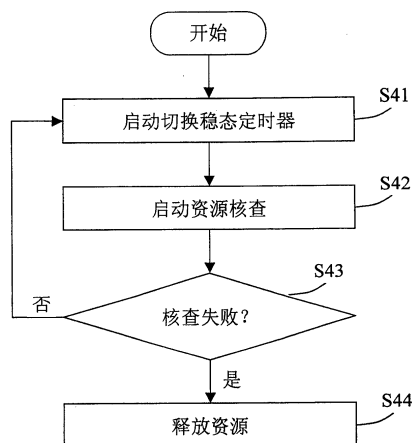 开始
S41
启动切换稳态定时器
S42
启动资源核查
S43
核查失败?
否
是
S44
释放资源